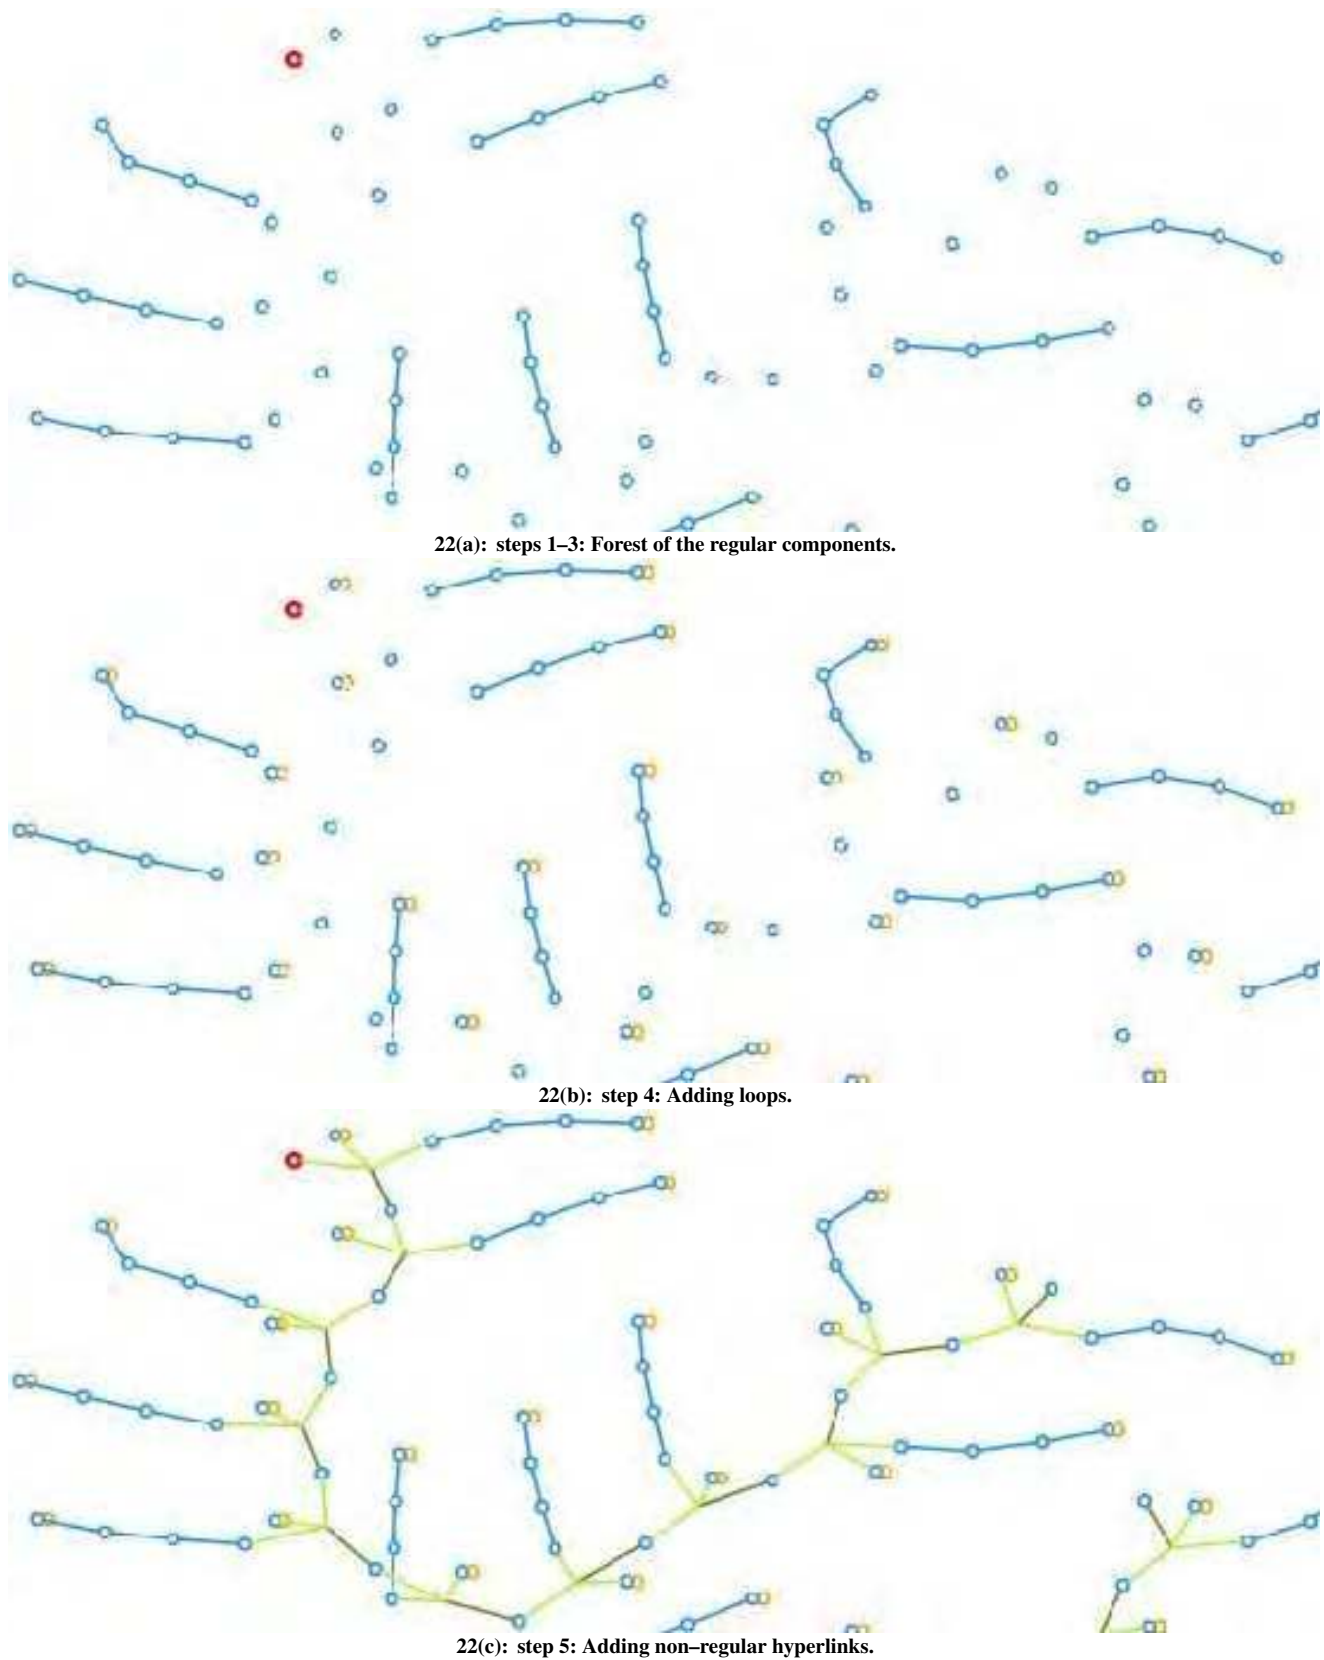 22(a): steps 1–3: Forest of the regular components.
22(b): step 4: Adding loops.
22(c): step 5: Adding non–regular hyperlinks.